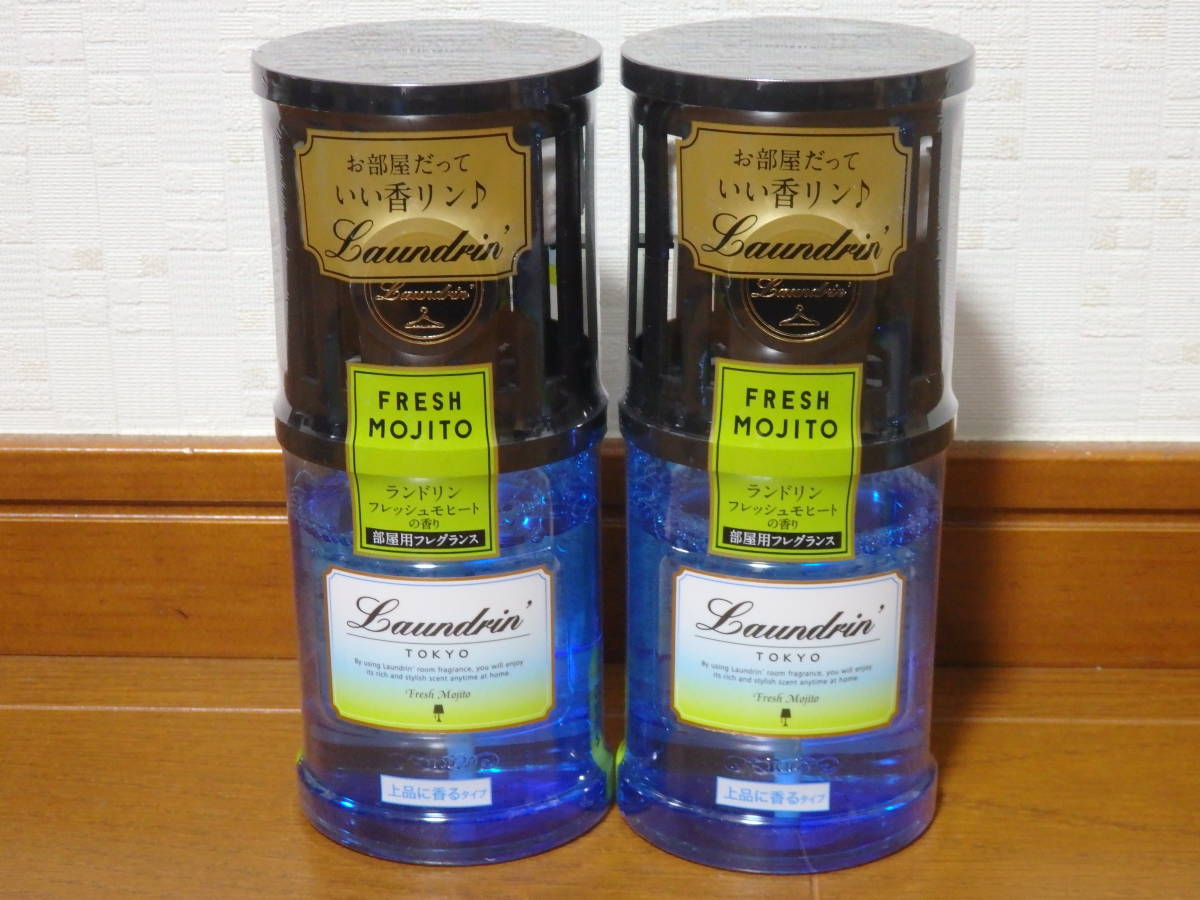 お部屋だって
いい香リン♪
Laundrin'
Laundrin'
FRESH
MOJITO
ランドリン
フレッシュモヒート
の香り
部屋用フレグランス
Laundrin'
TOKYO
By using Laundrin' room fragrance, you will enjoy
its rich and stylish scent anytime at home.
Fresh Mojito
上品に香るタイプ
お部屋だって
いい香リン♪
Laundrin'
Laundrin'
FRESH
MOJITO
ランドリン
フレッシュモヒート
の香り
部屋用フレグランス
Laundrin'
TOKYO
By using Laundrin' room fragrance, you will enjoy
its rich and stylish scent anytime at home.
Fresh Mojito
上品に香るタイプ